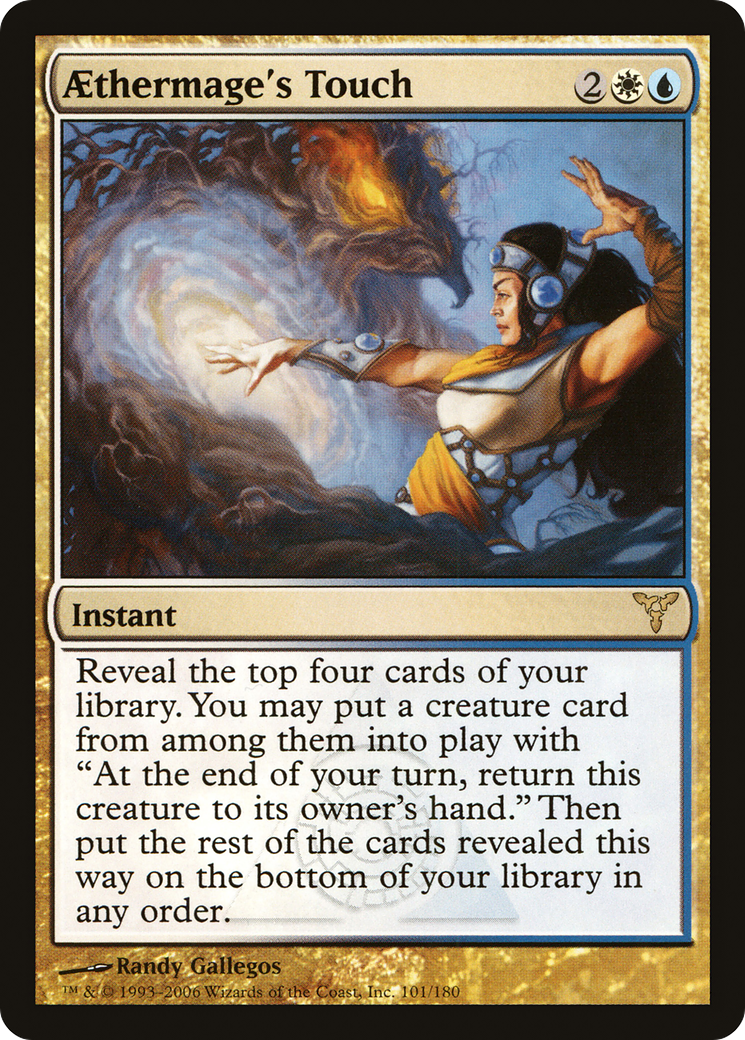 Æthermage's Touch 2
Instant
Reveal the top four cards of your
library. You may put a creature card
from among them into play with
“At the end of your turn, return this
creature to its owner's hand.” Then
put the rest of the cards revealed this
way on the bottom of your library in
any order.
Randy Gallegos
™ & © 1993–2006 Wizards of the Coast, Inc. 101/180